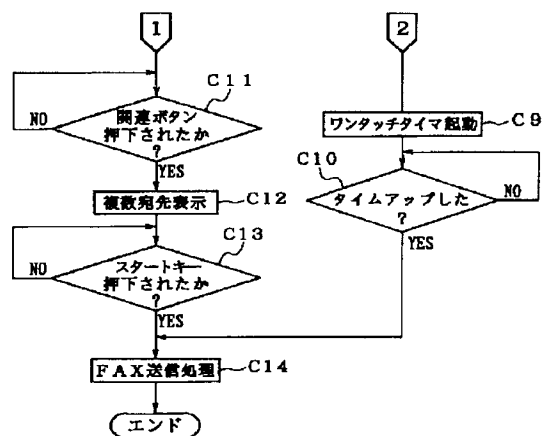 1
2
C11
関連ボタン
押下されたか
?
NO
YES
ワンタッチタイマ起動
C9
C10
タイムアップした
?
NO
YES
複数宛先表示
C12
C13
スタートキー
押下されたか
?
NO
YES
FAX送信処理
C14
エンド